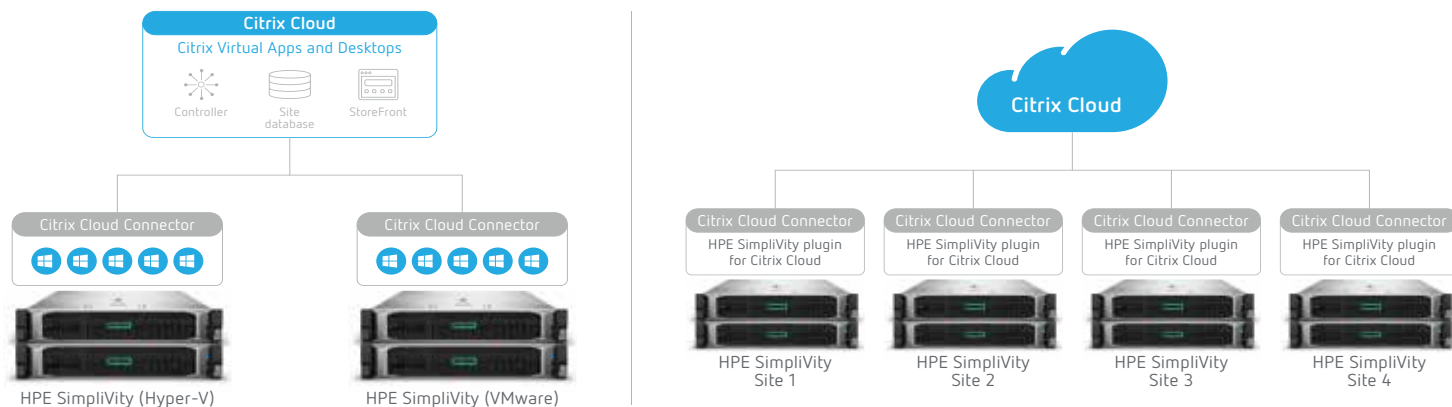 Citrix Cloud
Citrix Virtual Apps and Desktops
Controller
Site
database
StoreFront
Citrix Cloud Connector
Citrix Cloud Connector
HPE SimpliVity (Hyper-V)
HPE SimpliVity (VMware)
Citrix Cloud
Citrix Cloud Connector
HPE SimpliVity plugin
for Citrix Cloud
Citrix Cloud Connector
HPE SimpliVity plugin
for Citrix Cloud
Citrix Cloud Connector
HPE SimpliVity plugin
for Citrix Cloud
Citrix Cloud Connector
HPE SimpliVity plugin
for Citrix Cloud
HPE SimpliVity
Site 1
HPE SimpliVity
Site 2
HPE SimpliVity
Site 3
HPE SimpliVity
Site 4